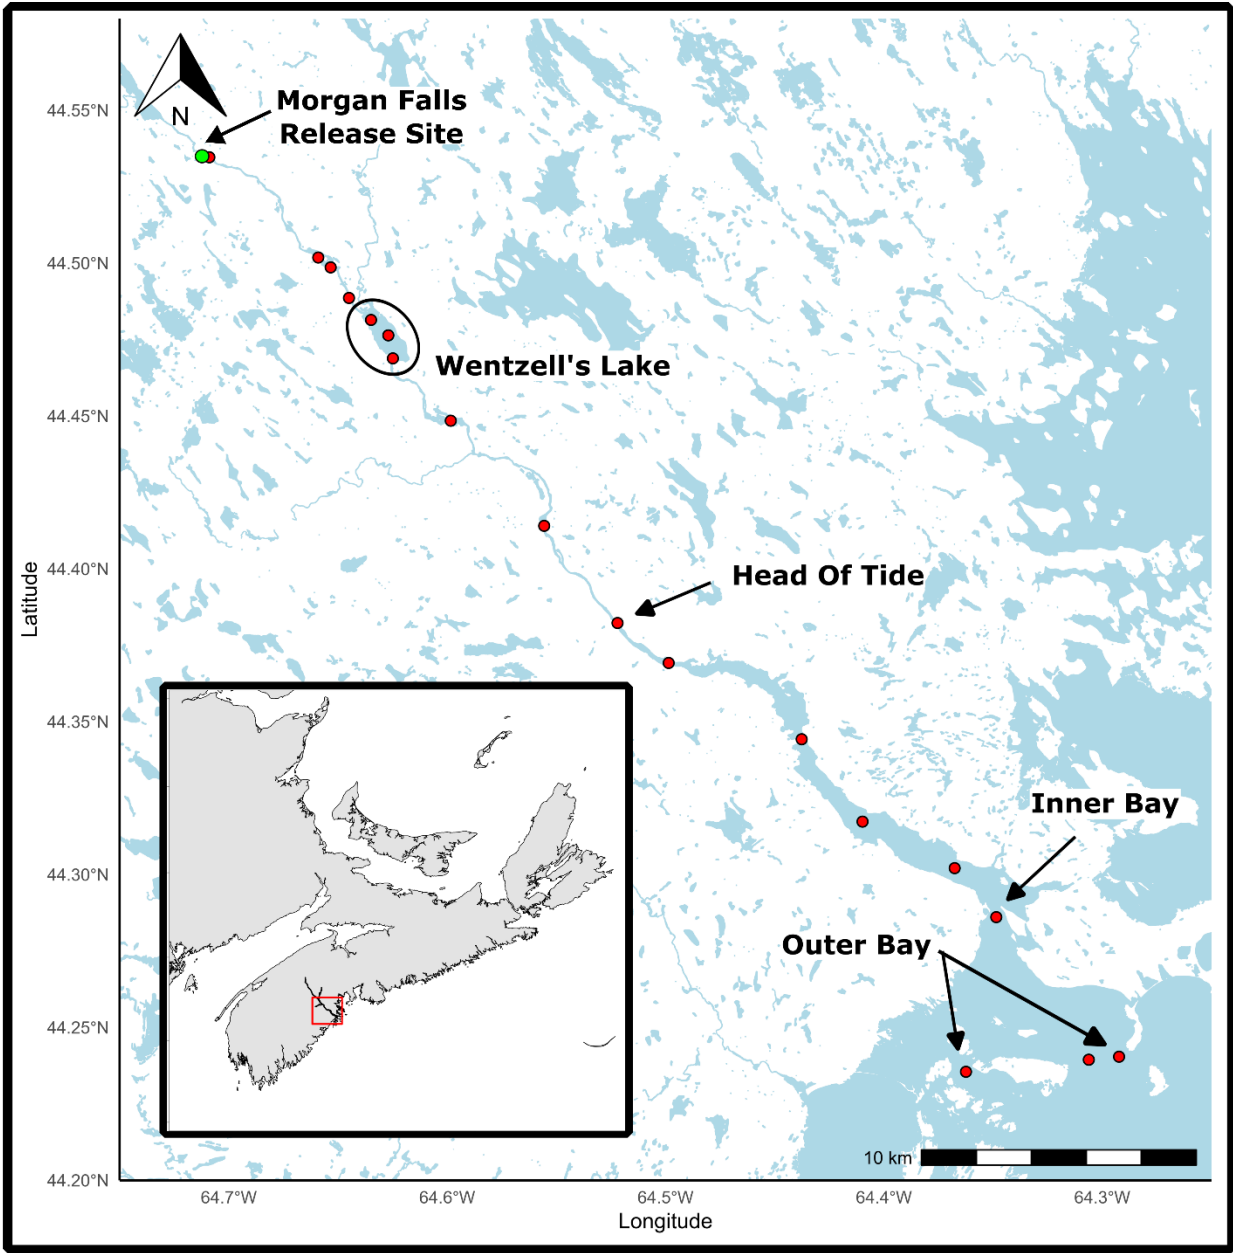 44.55°N
N
Morgan Falls
Release Site
44.50°N
Wentzell's Lake
44.45°N
Head Of Tide
44.40°N
Latitude
44.35°N
Inner Bay
44.30°N
Outer Bay
44.25°N
10 km
44.20°N
64.7°W
64.6°W
64.5°W
64.4°W
64.3°W
Longitude